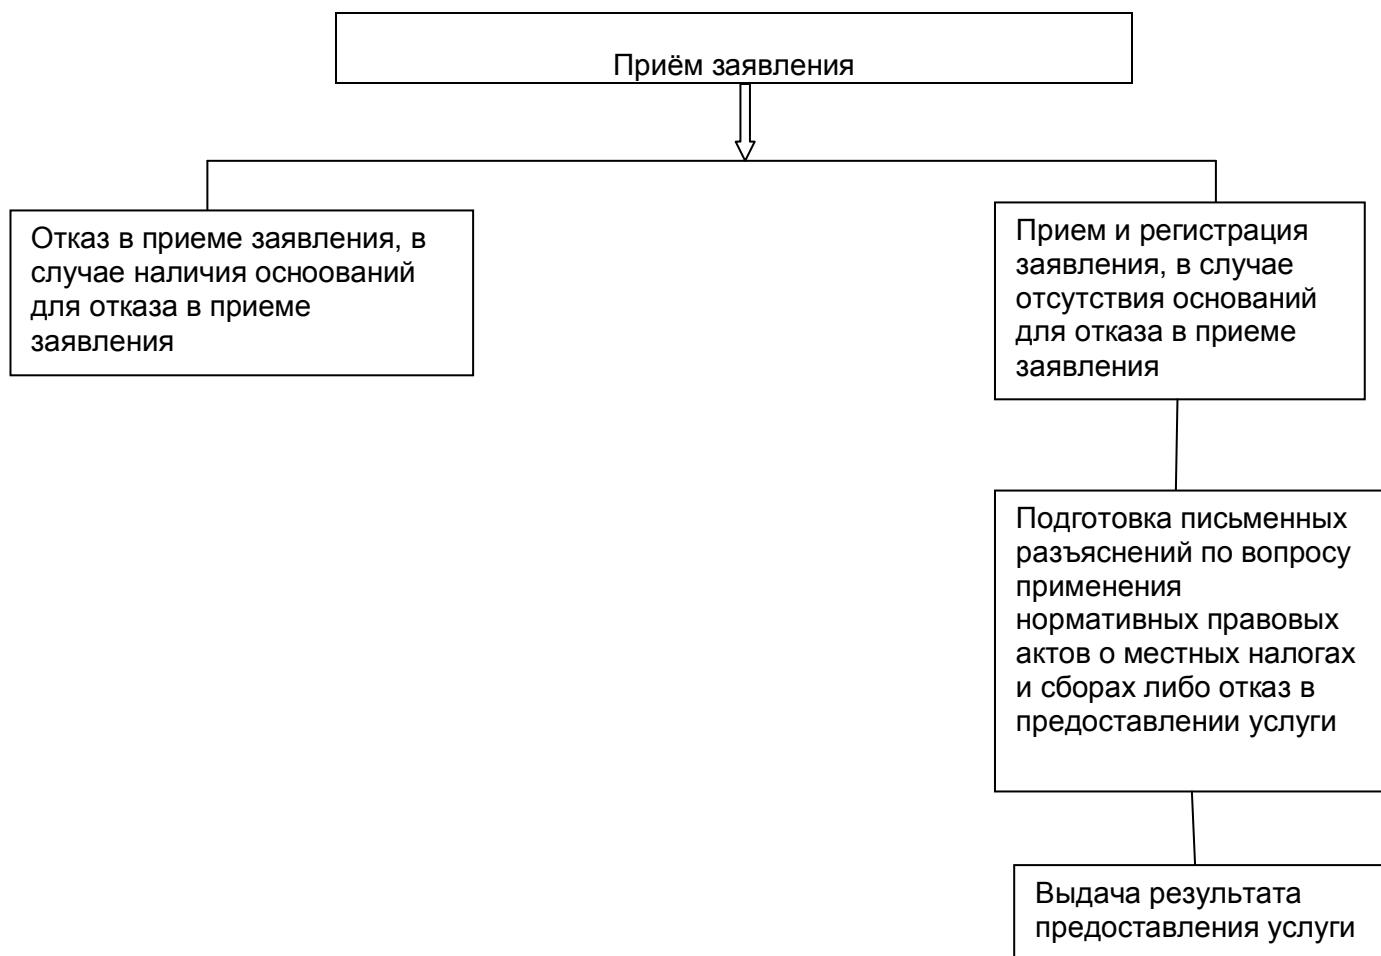 Приём заявления
Отказ в приеме заявления, в
случае наличия осноований
для отказа в приеме
заявления
Прием и регистрация
заявления, в случае
отсутствия оснований
для отказа в приеме
заявления
Подготовка письменных
разъяснений по вопросу
применения
нормативных правовых
актов о местных налогах
и сборах либо отказ в
предоставлении услуги
Выдача результата
предоставления услуги